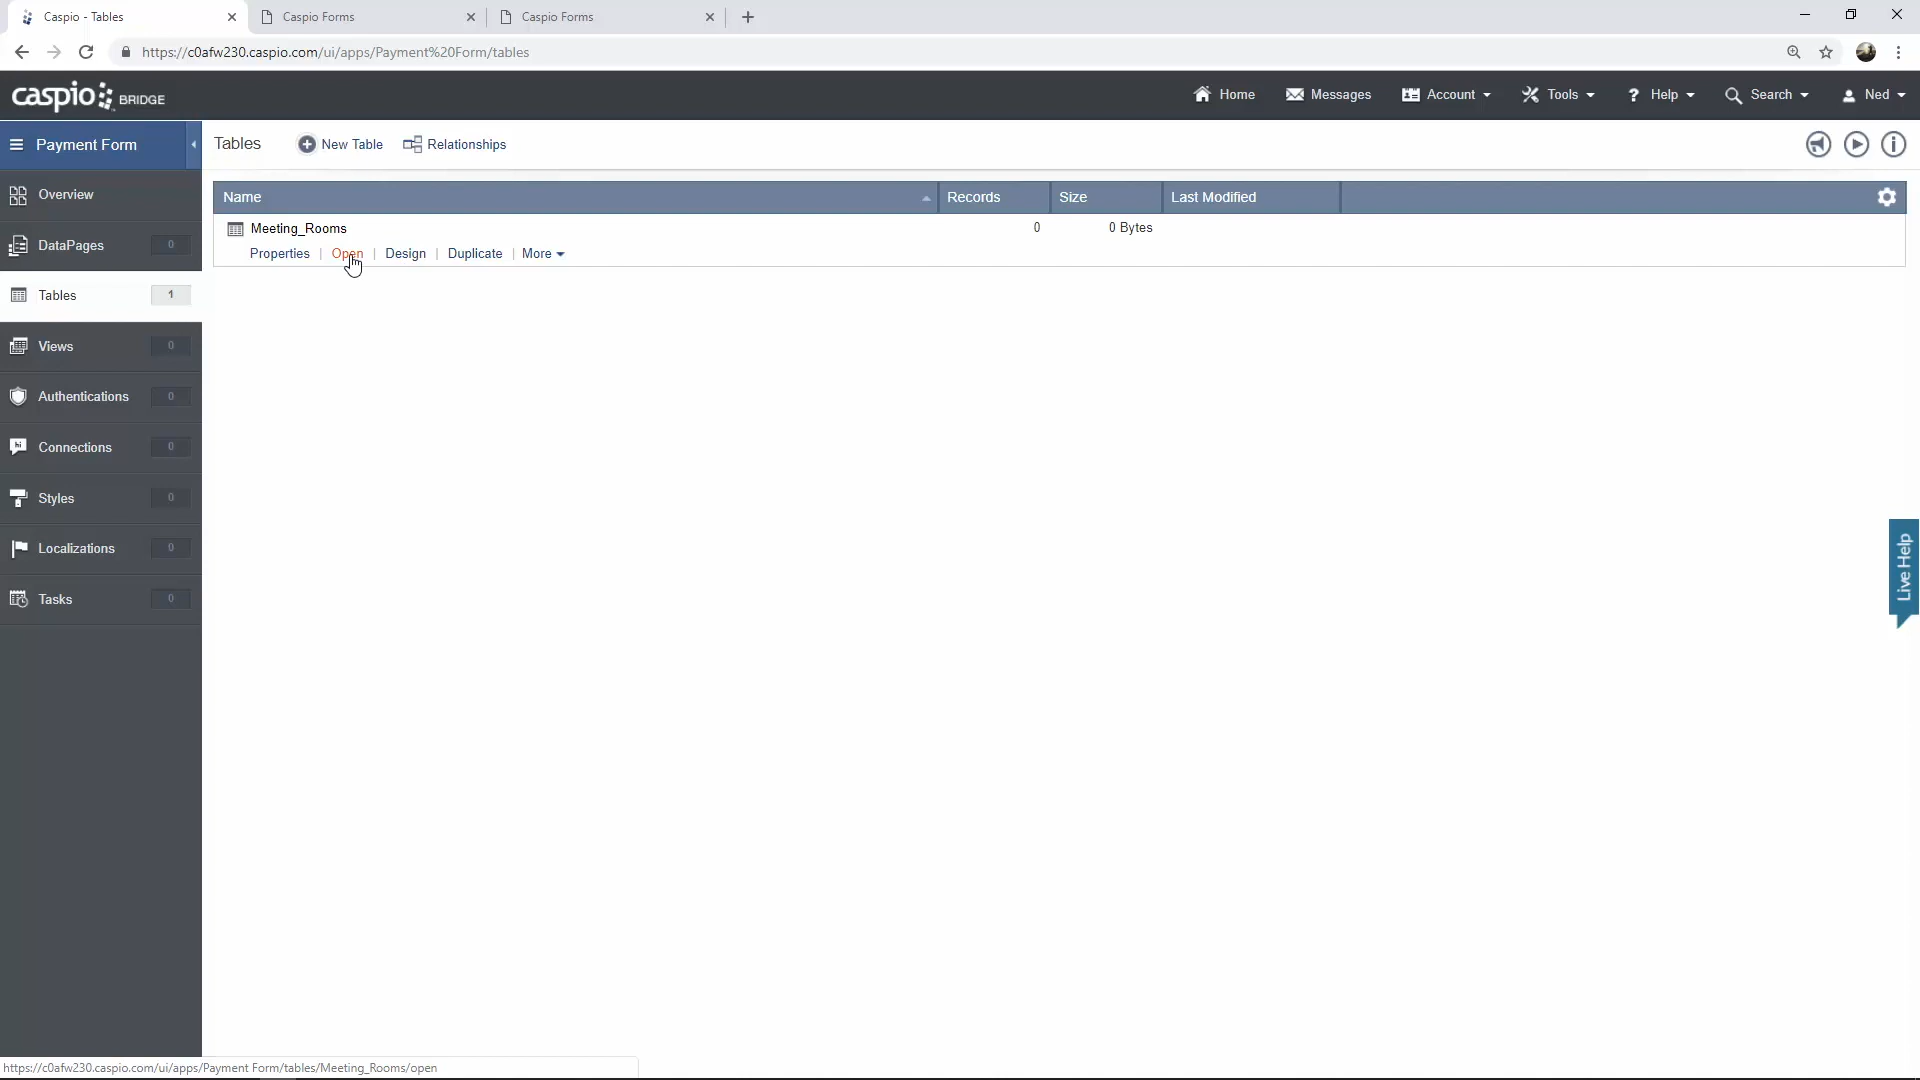 Caspio - Tables
Caspio Forms
Caspio Forms
https://c0afw230.caspio.com/ui/apps/Payment%20Form/tables
caspio BRIDGE
Home
Messages
Account
Tools
? Help
Search
Ned
Payment Form
Tables
New Table
Relationships
Overview
DataPages 0
Tables 1
Views 0
Authentications 0
Connections 0
Styles 0
Localizations 0
Tasks 0
Name
Records
Size
Last Modified
Meeting_Rooms
0
0 Bytes
Properties | Open | Design | Duplicate | More
Live Help
https://c0afw230.caspio.com/ui/apps/Payment Form/tables/Meeting_Rooms/open